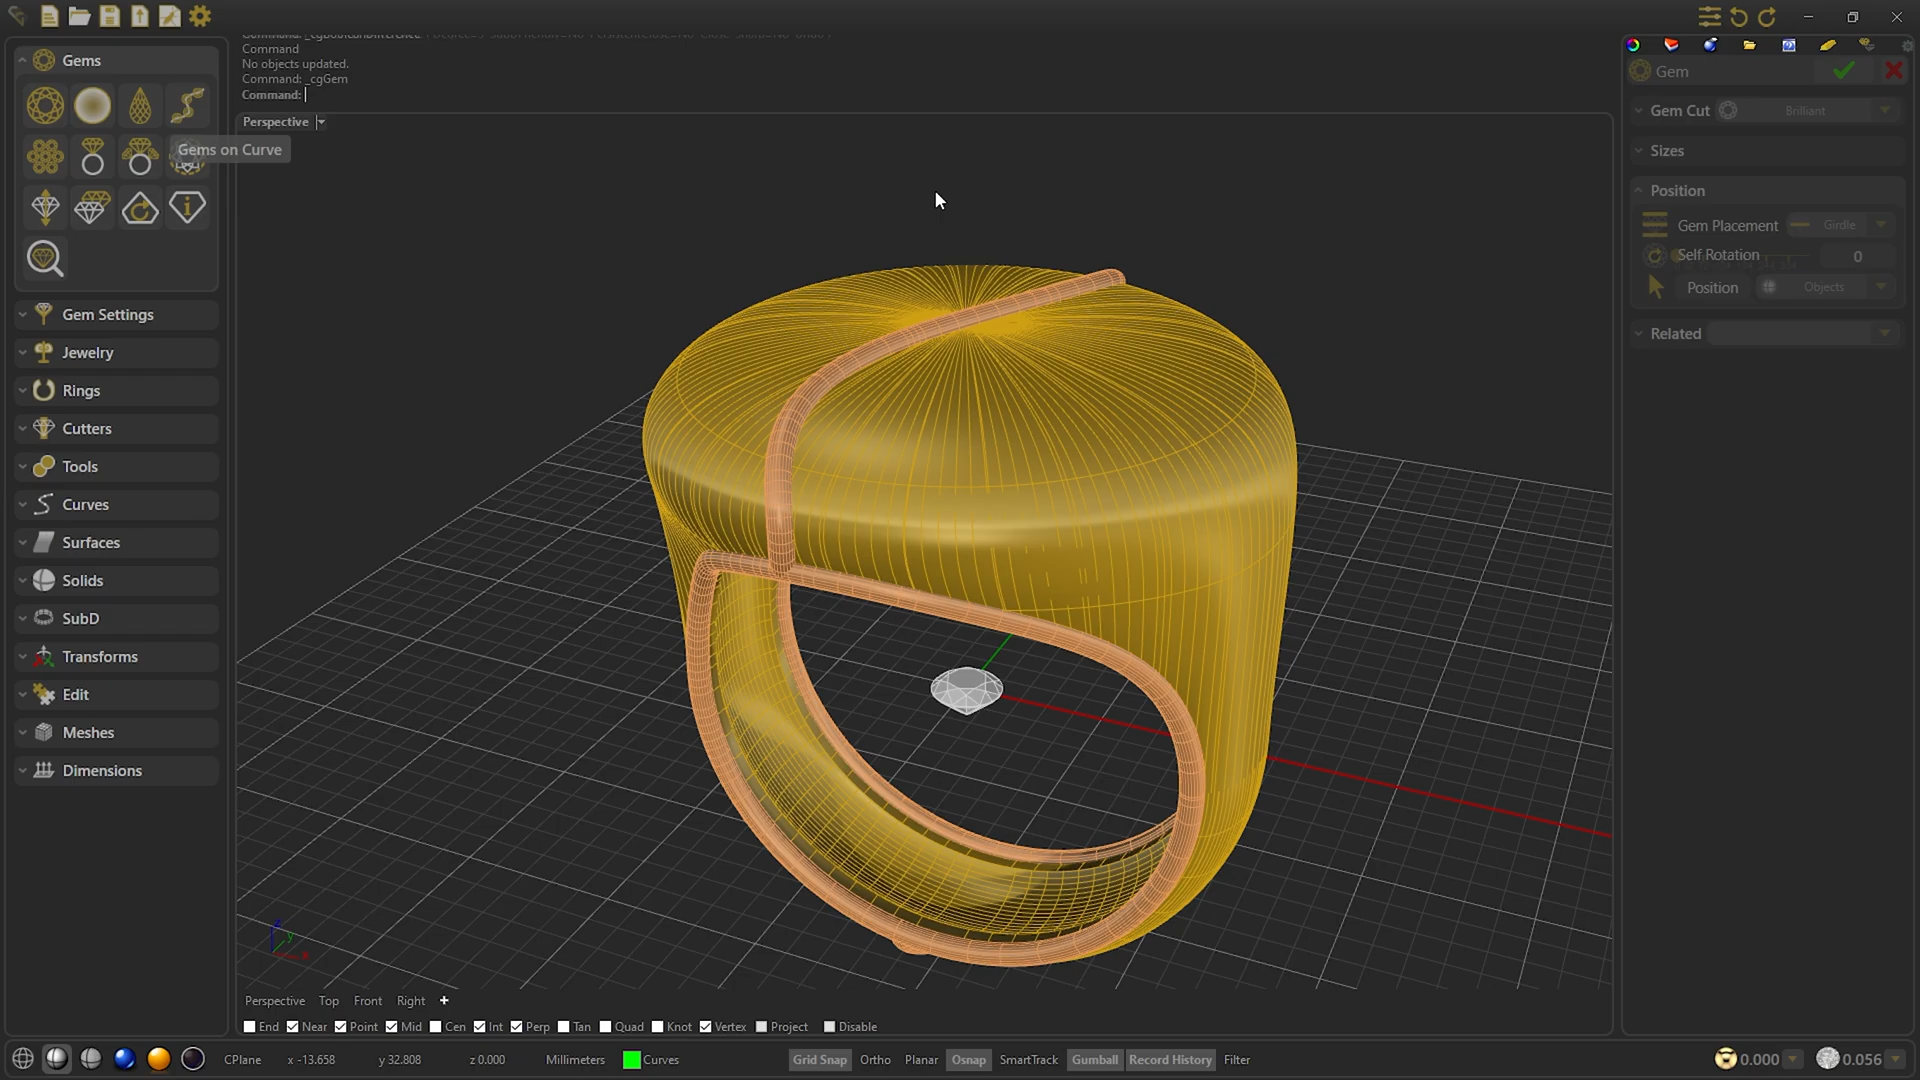 Command
No objects updated.
Command: _cgGem
Command:
Perspective
Gems
Gems on Curve
Gem Settings
Jewelry
Rings
Cutters
Tools
Curves
Surfaces
Solids
SubD
Transforms
Edit
Meshes
Dimensions
Gem
Gem Cut Brilliant
Sizes
Position
Gem Placement Girdle
Self Rotation 0
Position Objects
Related
z
y
x
Perspective Top Front Right
End Near Point Mid Cen Int Perp Tan Quad Knot Vertex Project Disable
CPlane x -13.658 y 32.808 z 0.000 Millimeters Curves Grid Snap Ortho Planar Osnap SmartTrack Gumball Record History Filter 0.000 0.056